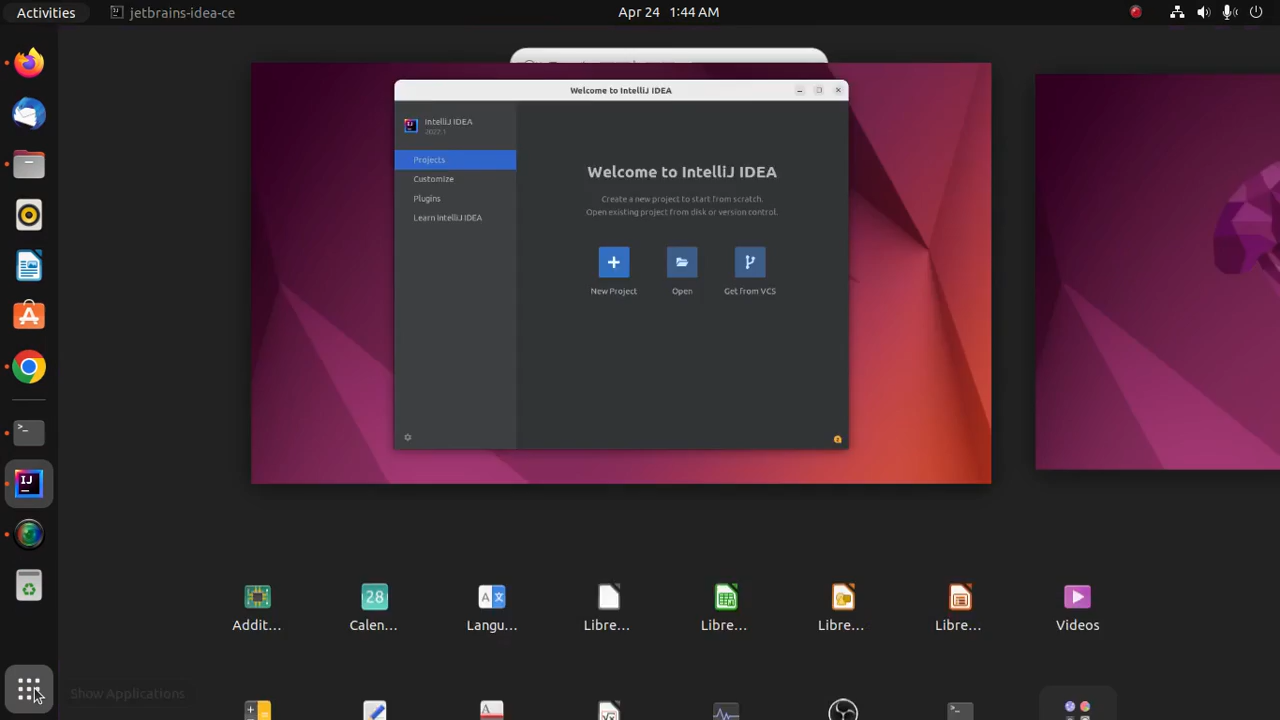 Activities
jetbrains-idea-ce
Apr 24 1:44 AM
Welcome to IntelliJ IDEA
IntelliJ IDEA
2022.1
Projects
Customize
Plugins
Learn IntelliJ IDEA
Welcome to IntelliJ IDEA
Create a new project to start from scratch.
Open existing project from disk or version control.
New Project
Open
Get from VCS
28
Addit...
Calen...
Langu...
Libre...
Libre...
Libre...
Libre...
Videos
Show Applications